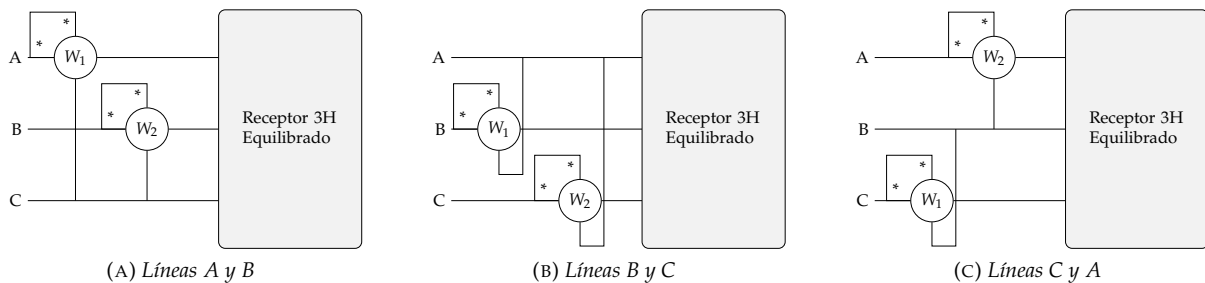 A
*
*
W₁
B
*
*
W₂
C
Receptor 3H
Equilibrado
(A) Líneas A y B
A
B
*
*
W₁
C
*
*
W₂
Receptor 3H
Equilibrado
(B) Líneas B y C
A
*
*
W₂
B
C
*
*
W₁
Receptor 3H
Equilibrado
(C) Líneas C y A